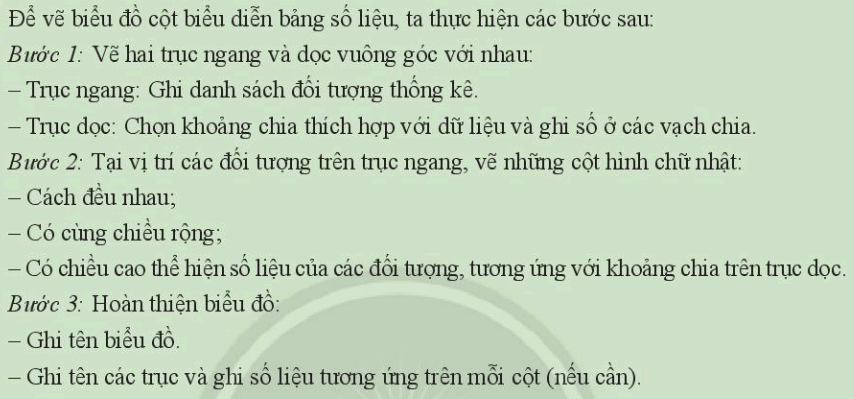 Để vẽ biểu đồ cột biểu diễn bảng số liệu, ta thực hiện các bước sau:
Bước 1: Vẽ hai trục ngang và dọc vuông góc với nhau:
– Trục ngang: Ghi danh sách đối tượng thống kê.
– Trục dọc: Chọn khoảng chia thích hợp với dữ liệu và ghi số ở các vạch chia.
Bước 2: Tại vị trí các đối tượng trên trục ngang, vẽ những cột hình chữ nhật:
– Cách đều nhau;
– Có cùng chiều rộng;
– Có chiều cao thể hiện số liệu của các đối tượng, tương ứng với khoảng chia trên trục dọc.
Bước 3: Hoàn thiện biểu đồ:
– Ghi tên biểu đồ.
– Ghi tên các trục và ghi số liệu tương ứng trên mỗi cột (nếu cần).